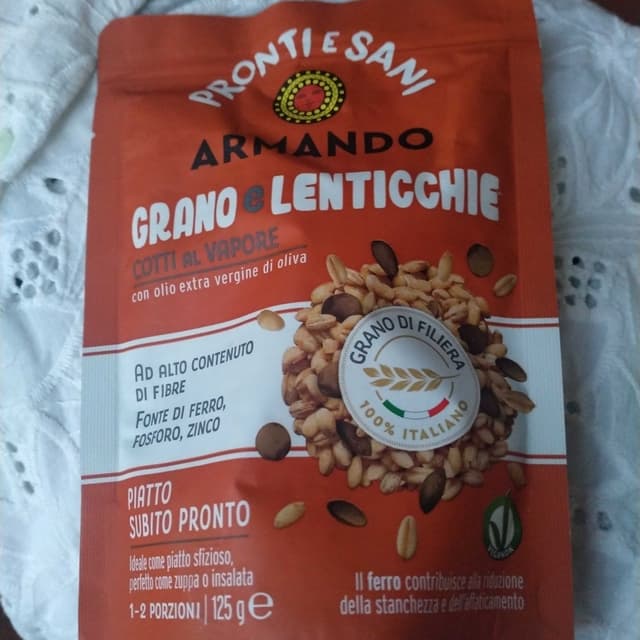 PRONTI E SANI
ARMANDO
GRANO e LENTICCHIE
COTTI AL VAPORE
con olio extra vergine di oliva
AD ALTO CONTENUTO
DI FIBRE
FONTE DI FERRO,
FOSFORO, ZINCO
GRANO DI FILIERA
100% ITALIANO
PIATTO
SUBITO PRONTO
Ideale come piatto sfizioso,
perfetto come zuppa o insalata
1-2 PORZIONI | 125 g e
VEGANOK
Il ferro contribuisce alla riduzione
della stanchezza e dell'affaticamento